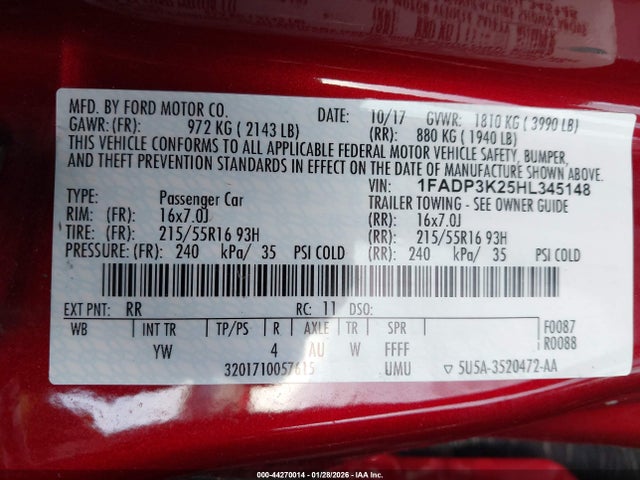 MFD. BY FORD MOTOR CO. DATE: 10/17 GVWR: 1810 KG ( 3990 LB)
GAWR: (FR): 972 KG ( 2143 LB) (RR): 880 KG ( 1940 LB)
THIS VEHICLE CONFORMS TO ALL APPLICABLE FEDERAL MOTOR VEHICLE SAFETY, BUMPER,
AND THEFT PREVENTION STANDARDS IN EFFECT ON THE DATE OF MANUFACTURE SHOWN ABOVE.
VIN: 1FADP3K25HL345148
TYPE: Passenger Car TRAILER TOWING - SEE OWNER GUIDE
RIM: (FR): 16x7.0J (RR): 16x7.0J
TIRE: (FR): 215/55R16 93H (RR): 215/55R16 93H
PRESSURE: (FR): 240 kPa/ 35 PSI COLD (RR): 240 kPa/ 35 PSI COLD
EXT PNT: RR RC: 11 DSO:
WB INT TR TP/PS R AXLE TR SPR F0087
YW 4 AU W FFFF R0088
3201710057615 UMU ▽ 5U5A-3520472-AA
000-44270014 | 01/28/2026 | IAA Inc.